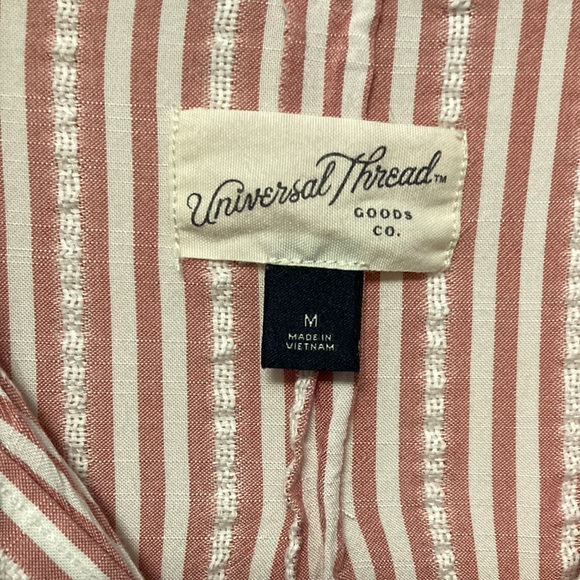 Universal Thread™
GOODS
CO.
M
MADE IN
VIETNAM